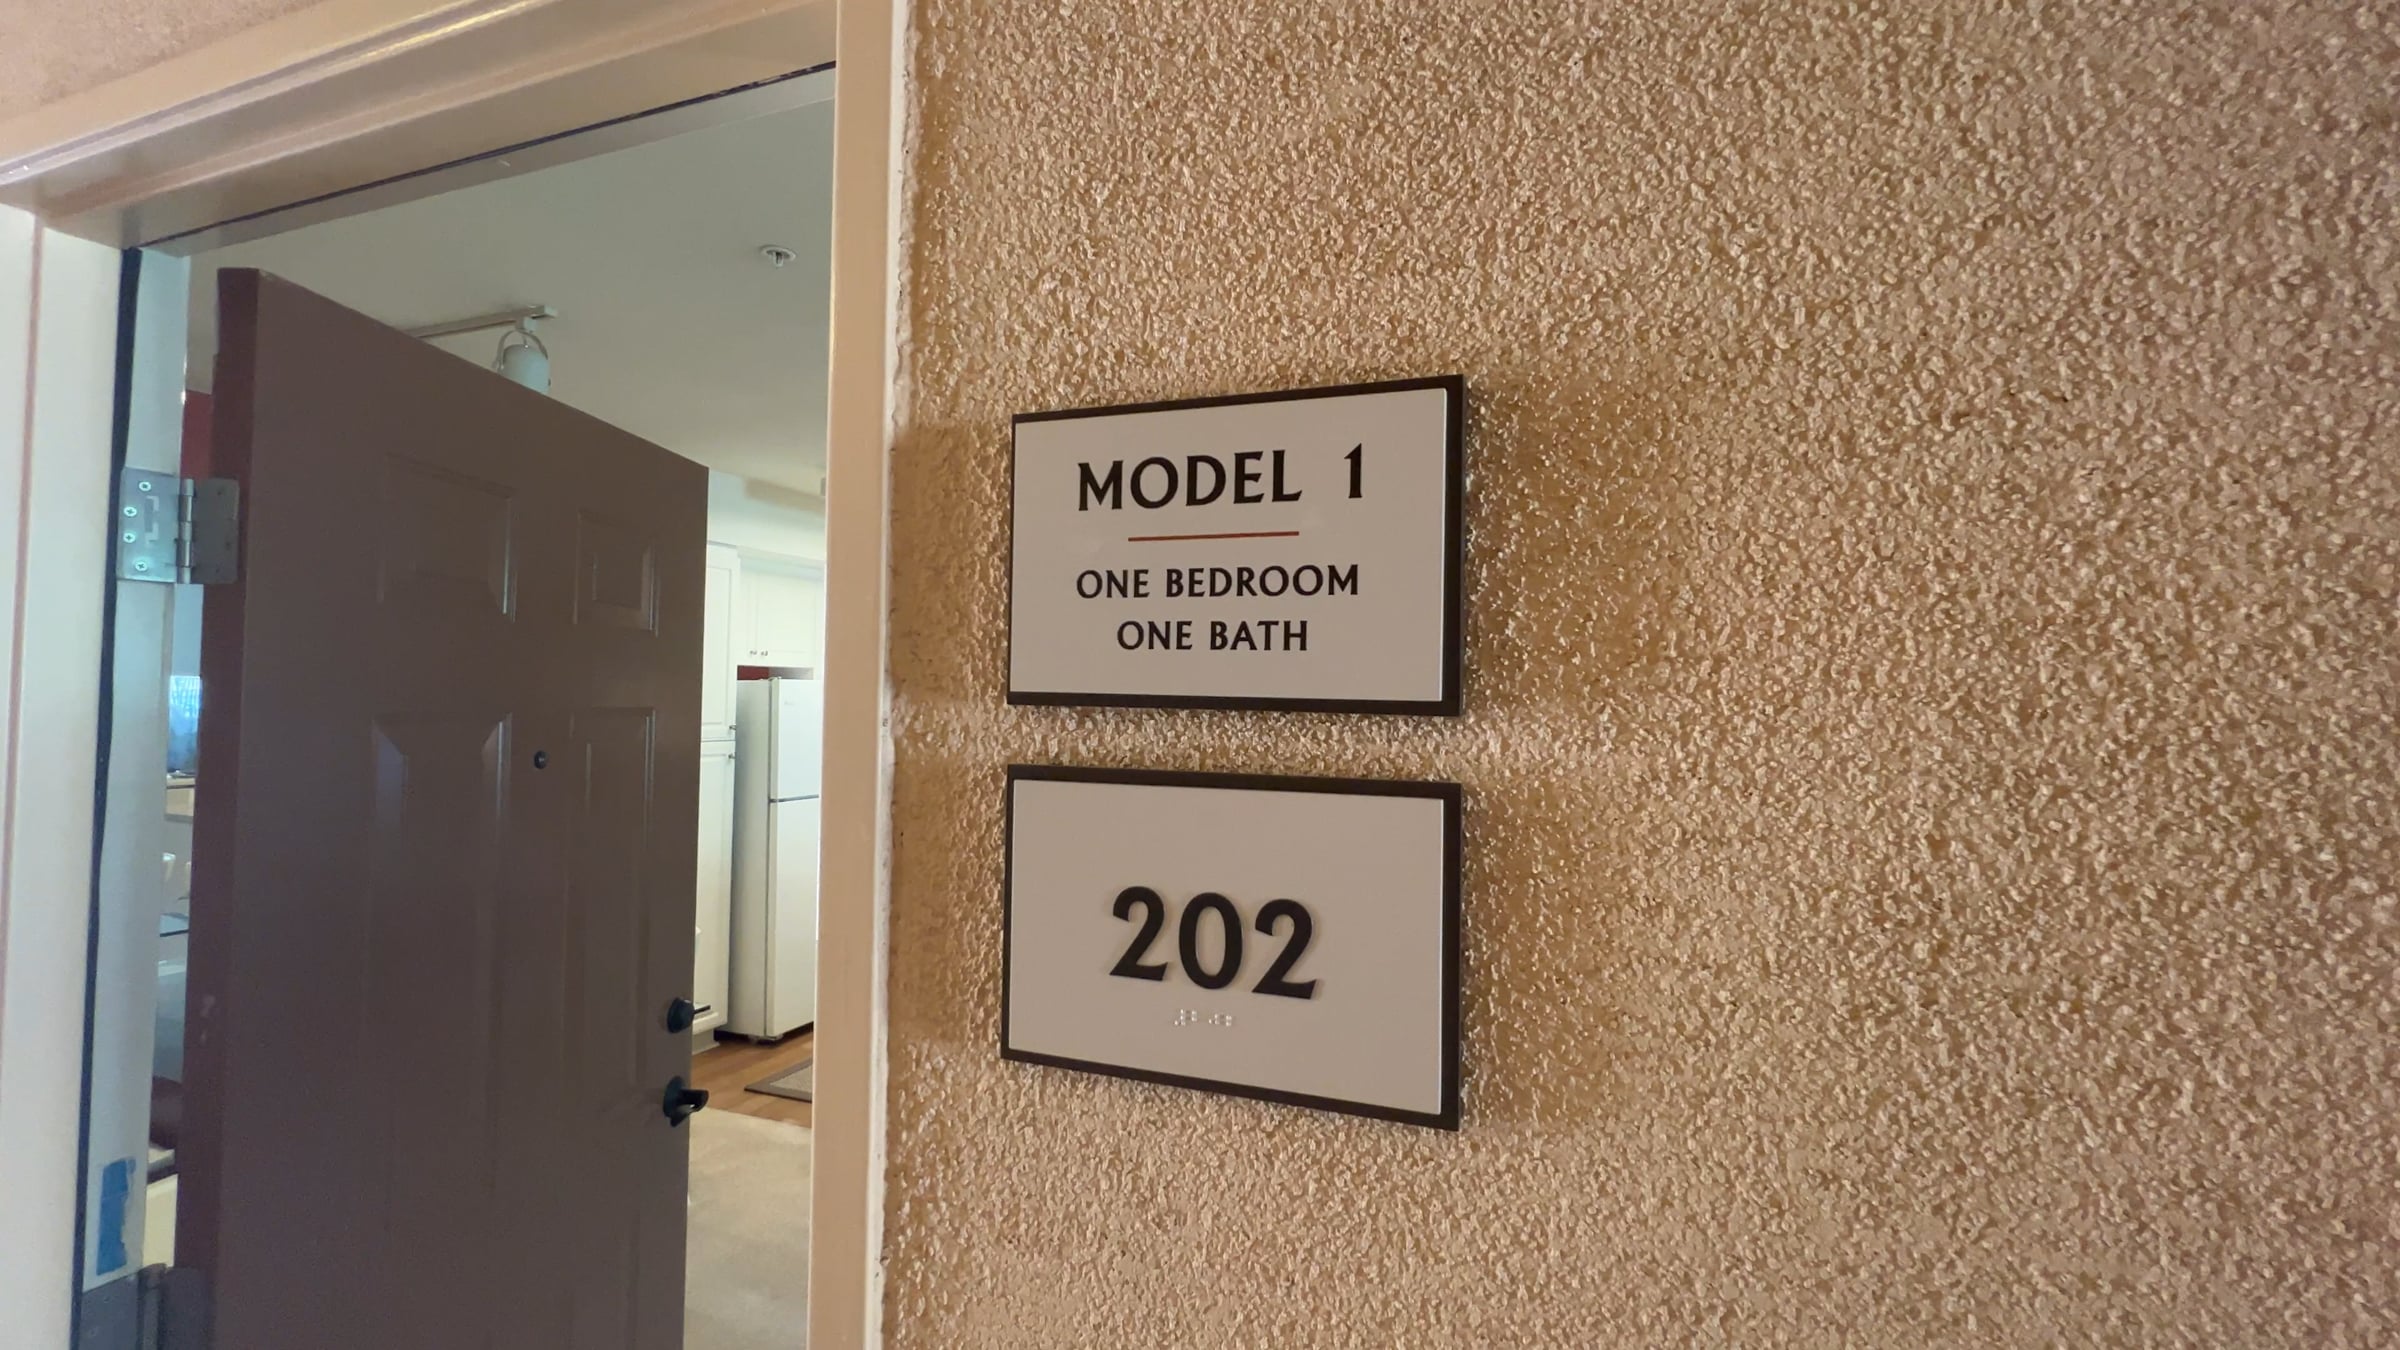 MODEL 1
ONE BEDROOM
ONE BATH
202